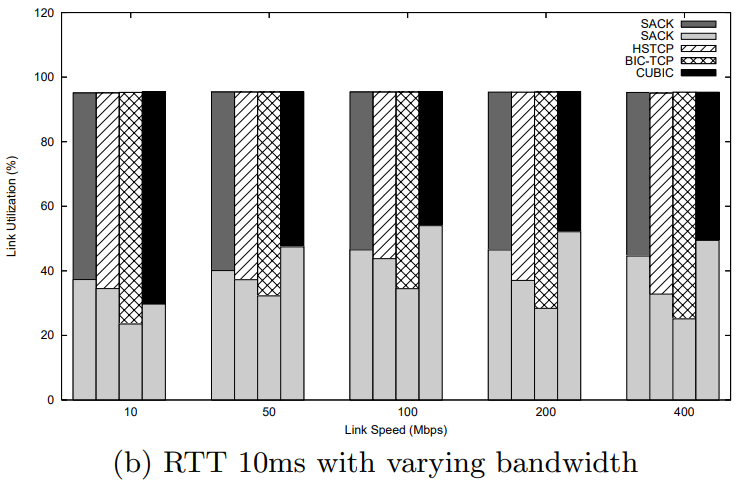 120
100
80
60
40
20
0
Link Utilization (%)
SACK
SACK
HSTCP
BIC-TCP
CUBIC
10 50 100 200 400
Link Speed (Mbps)
(b) RTT 10ms with varying bandwidth